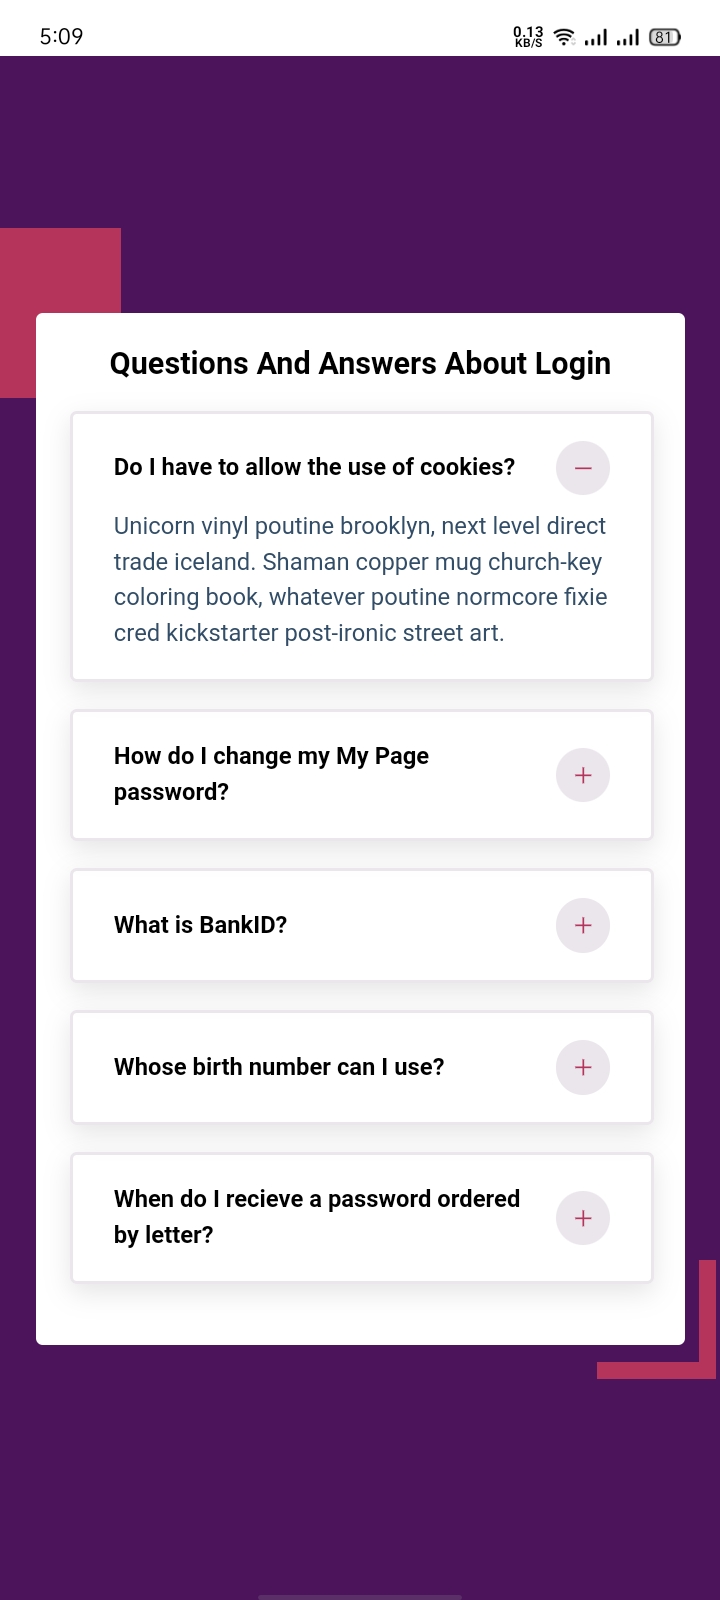 5:09
0.13
KB/S
81
Questions And Answers About Login
Do I have to allow the use of cookies?
Unicorn vinyl poutine brooklyn, next level direct
trade iceland. Shaman copper mug church-key
coloring book, whatever poutine normcore fixie
cred kickstarter post-ironic street art.
How do I change my My Page
password?
What is BankID?
Whose birth number can I use?
When do I recieve a password ordered
by letter?